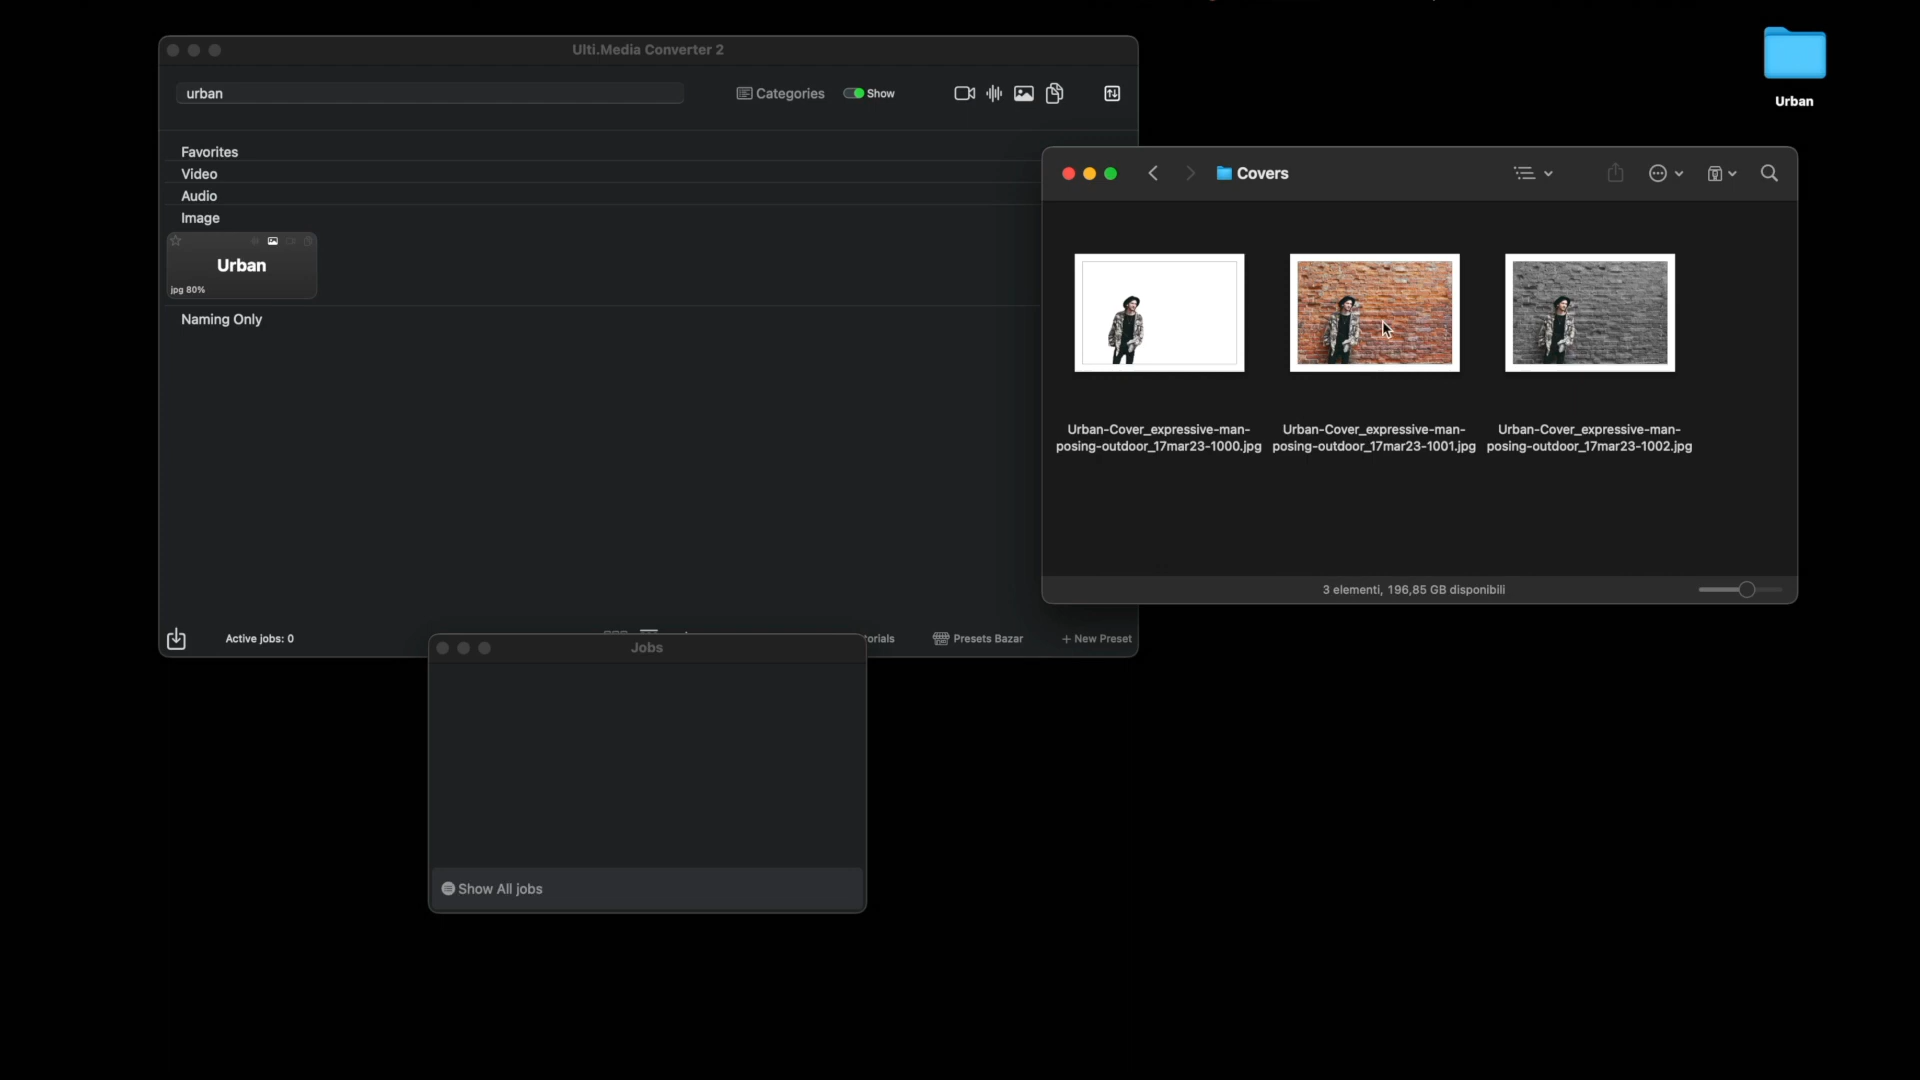 Ulti.Media Converter 2
urban
Categories
Show
Favorites
Video
Audio
Image
Urban
jpg 80%
Naming Only
Active jobs: 0
Presets Bazar
+ New Preset
Jobs
Show All jobs
Urban
Covers
Urban-Cover_expressive-man-
posing-outdoor_17mar23-1000.jpg
Urban-Cover_expressive-man-
posing-outdoor_17mar23-1001.jpg
Urban-Cover_expressive-man-
posing-outdoor_17mar23-1002.jpg
3 elementi, 196,85 GB disponibili